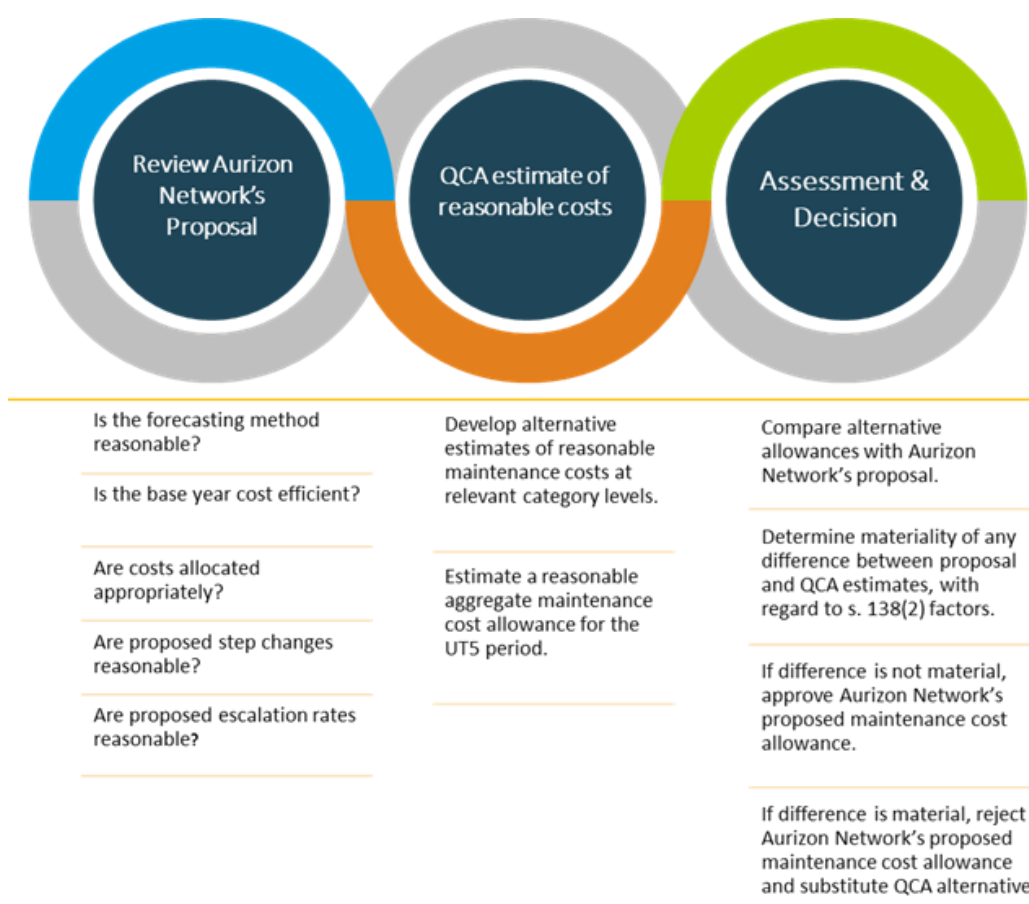 Review Aurizon
Network's
Proposal
QCA estimate of
reasonable costs
Assessment &
Decision
Is the forecasting method
reasonable?
Is the base year cost efficient?
Are costs allocated
appropriately?
Are proposed step changes
reasonable?
Are proposed escalation rates
reasonable?
Develop alternative
estimates of reasonable
maintenance costs at
relevant category levels.
Estimate a reasonable
aggregate maintenance
cost allowance for the
UT5 period.
Compare alternative
allowances with Aurizon
Network's proposal.
Determine materiality of any
difference between proposal
and QCA estimates, with
regard to s. 138(2) factors.
If difference is not material,
approve Aurizon Network's
proposed maintenance cost
allowance.
If difference is material, reject
Aurizon Network's proposed
maintenance cost allowance
and substitute QCA alternative